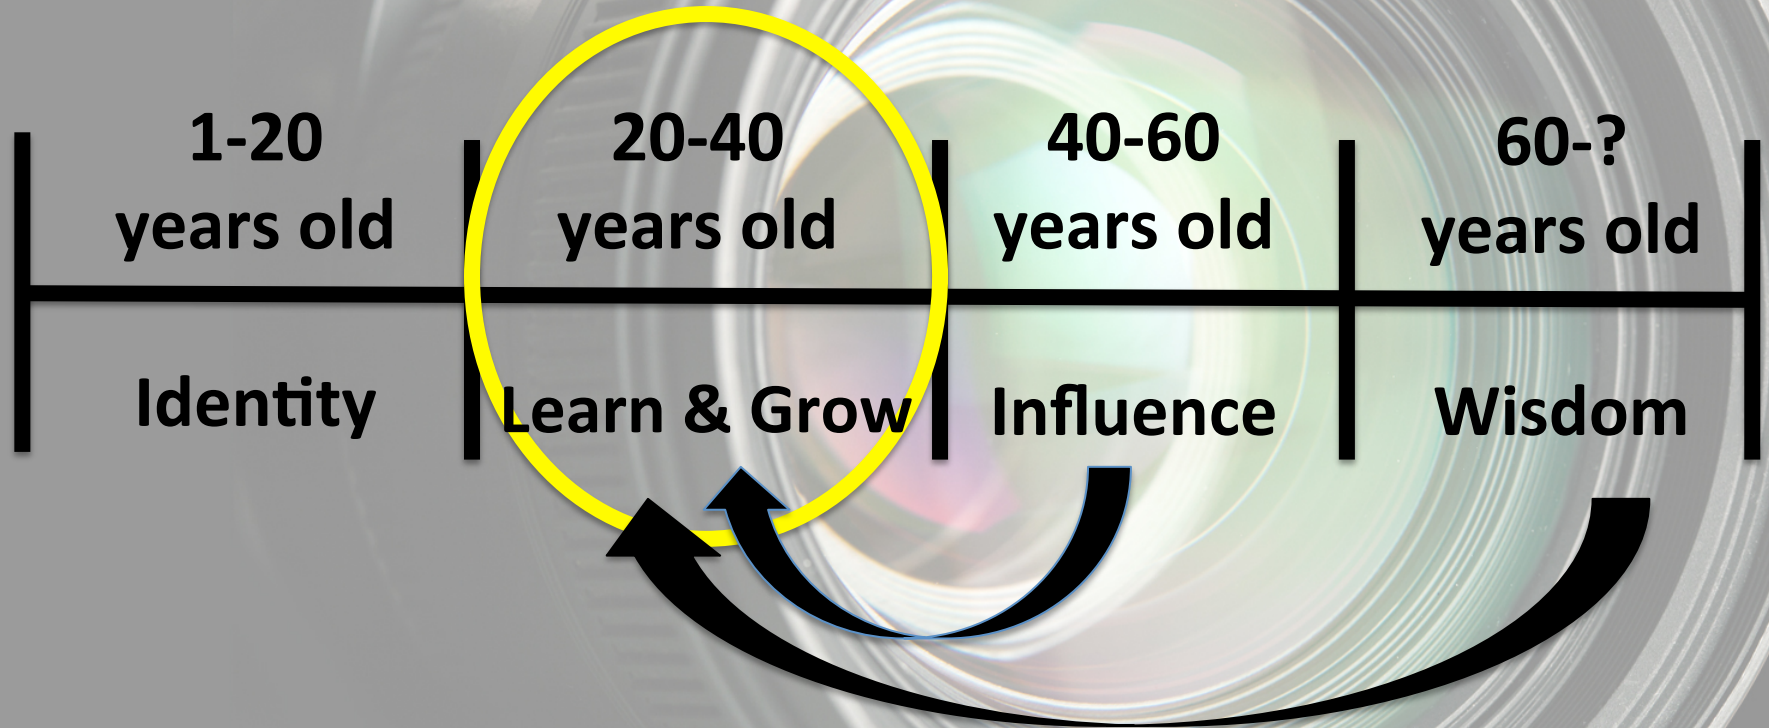 1-20
years old
20-40
years old
40-60
years old
60-?
years old
Identity
Learn & Grow
Influence
Wisdom